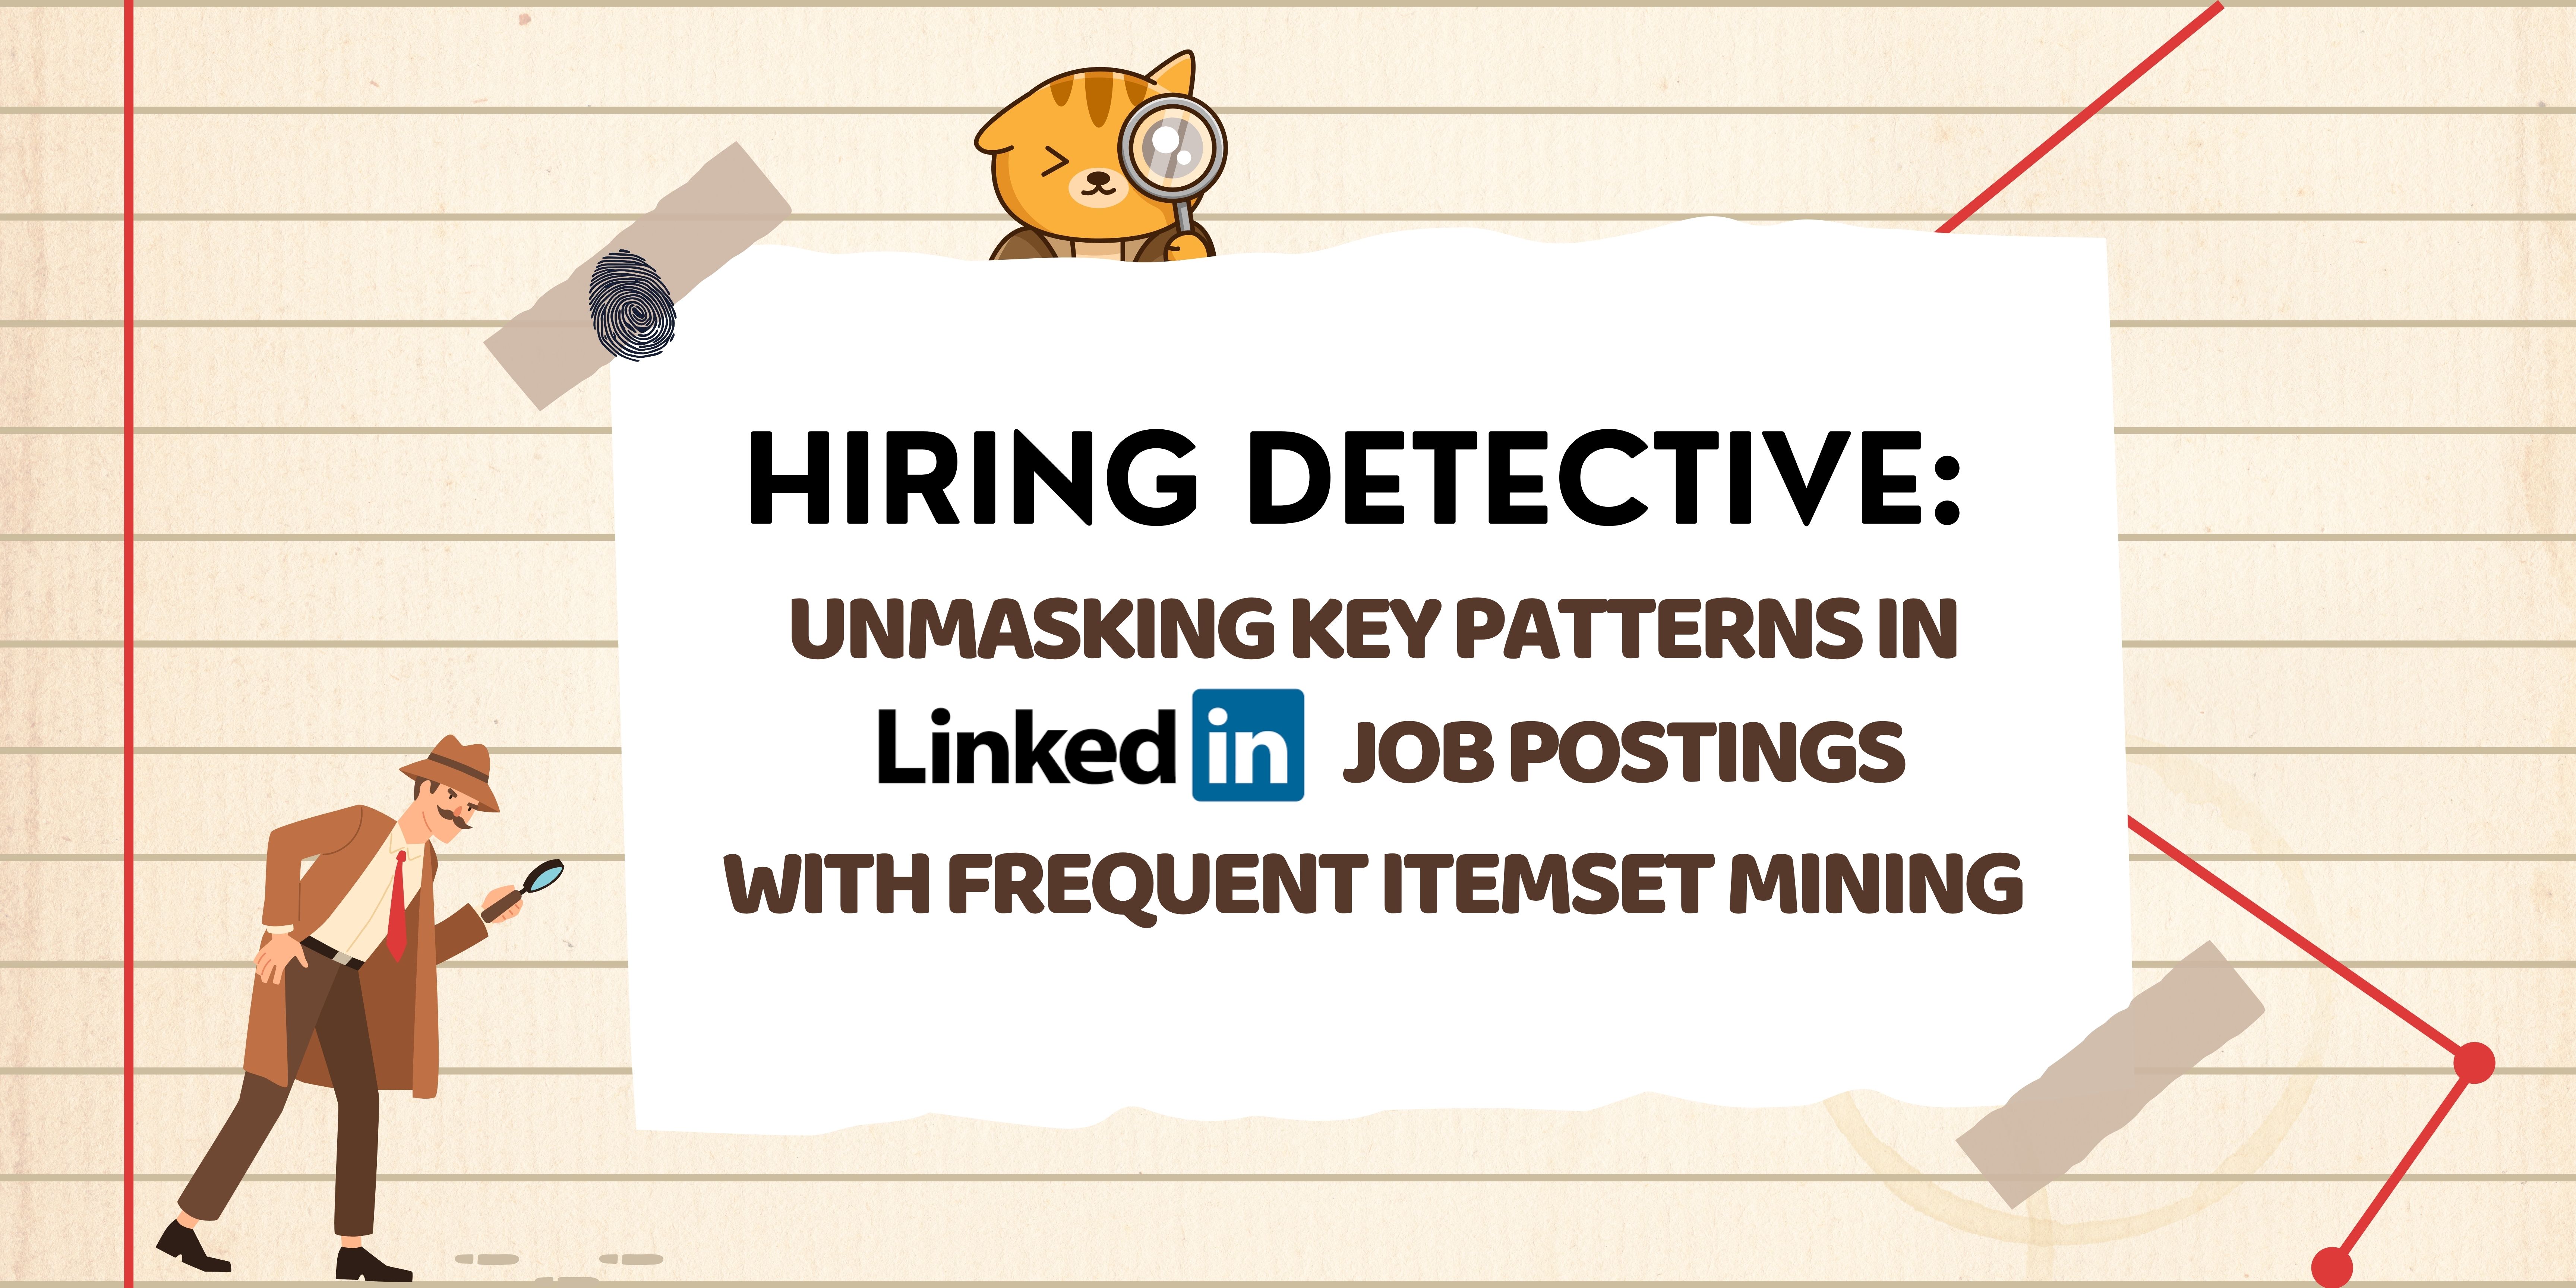 HIRING DETECTIVE:
UNMASKING KEY PATTERNS IN
Linked in JOB POSTINGS
WITH FREQUENT ITEMSET MINING